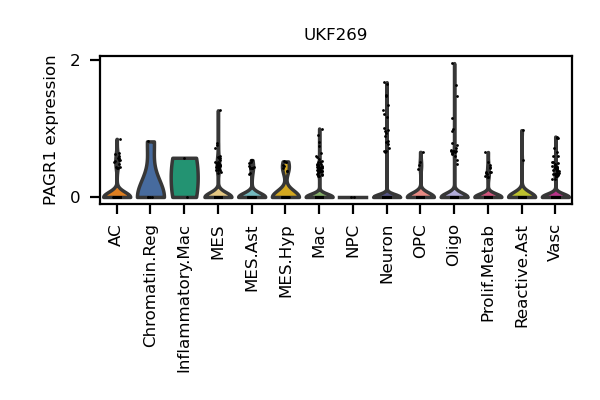 UKF269
PAGR1 expression
2
0
AC
Chromatin.Reg
Inflammatory.Mac
MES
MES.Ast
MES.Hyp
Mac
NPC
Neuron
OPC
Oligo
Prolif.Metab
Reactive.Ast
Vasc